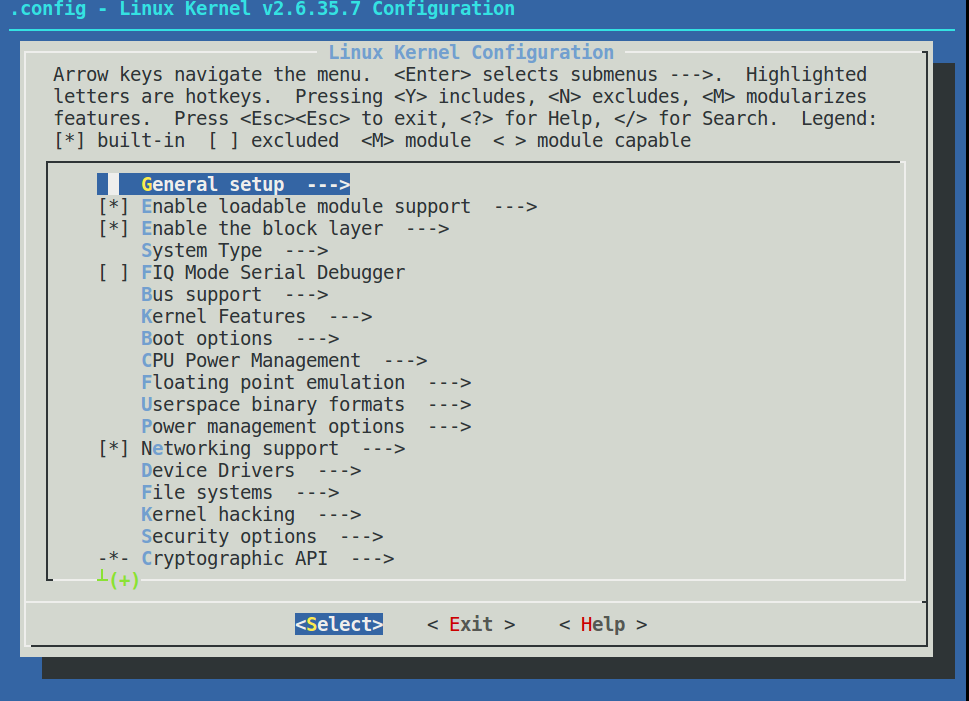 .config - Linux Kernel v2.6.35.7 Configuration
Linux Kernel Configuration
Arrow keys navigate the menu.  <Enter> selects submenus --->.  Highlighted
letters are hotkeys.  Pressing <Y> includes, <N> excludes, <M> modularizes
features.  Press <Esc><Esc> to exit, <?> for Help, </> for Search.  Legend:
[*] built-in  [ ] excluded  <M> module  < > module capable
General setup  --->
[*] Enable loadable module support  --->
[*] Enable the block layer  --->
System Type  --->
[ ] FIQ Mode Serial Debugger
Bus support  --->
Kernel Features  --->
Boot options  --->
CPU Power Management  --->
Floating point emulation  --->
Userspace binary formats  --->
Power management options  --->
[*] Networking support  --->
Device Drivers  --->
File systems  --->
Kernel hacking  --->
Security options  --->
-*- Cryptographic API  --->
┴(+)
<Select>    < Exit >    < Help >